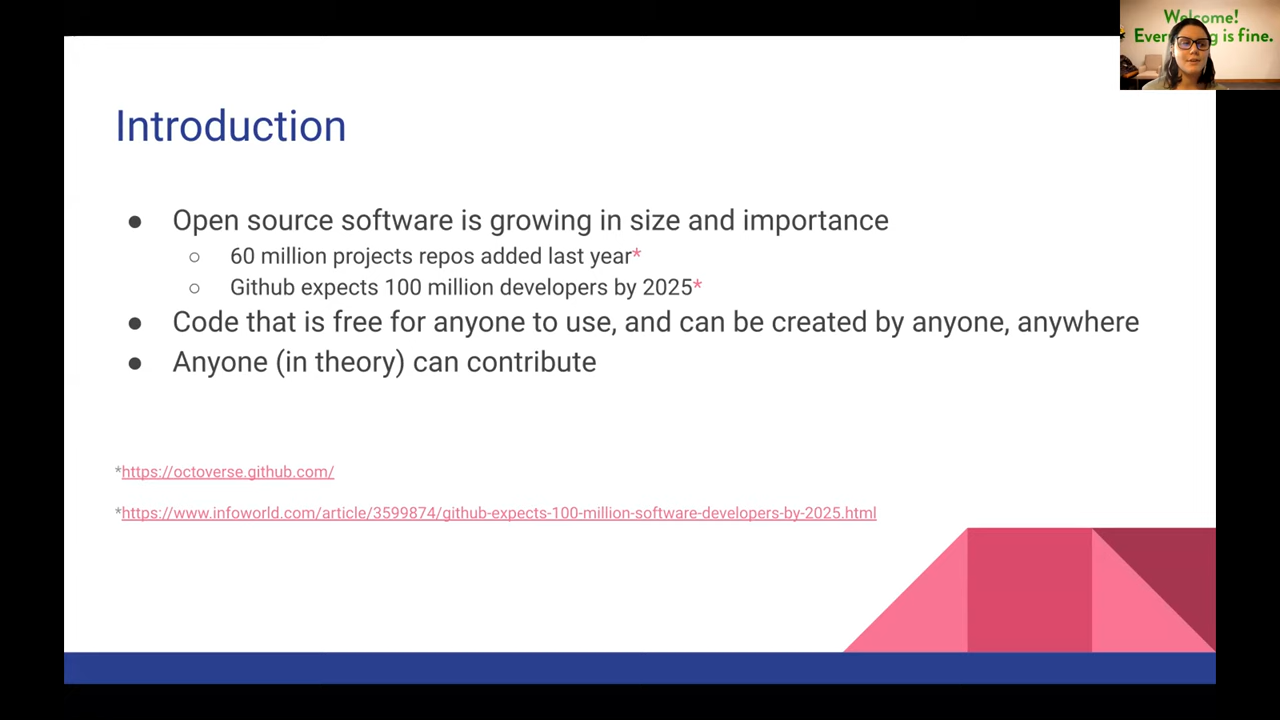 Welcome!
is fine.
Introduction
● Open source software is growing in size and importance
○ 60 million projects repos added last year*
○ Github expects 100 million developers by 2025*
● Code that is free for anyone to use, and can be created by anyone, anywhere
● Anyone (in theory) can contribute
*https://octoverse.github.com/
*https://www.infoworld.com/article/3599874/github-expects-100-million-software-developers-by-2025.html